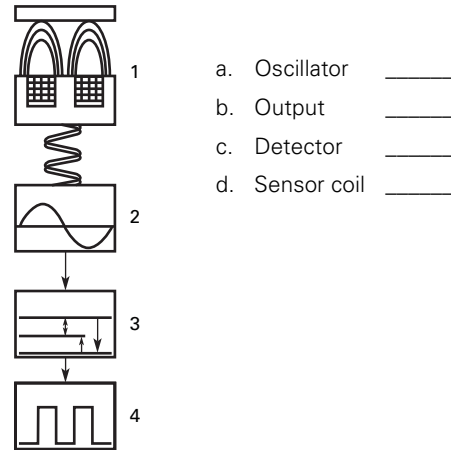 1
a. Oscillator ______
b. Output ______
c. Detector ______
d. Sensor coil ______
2
3
4